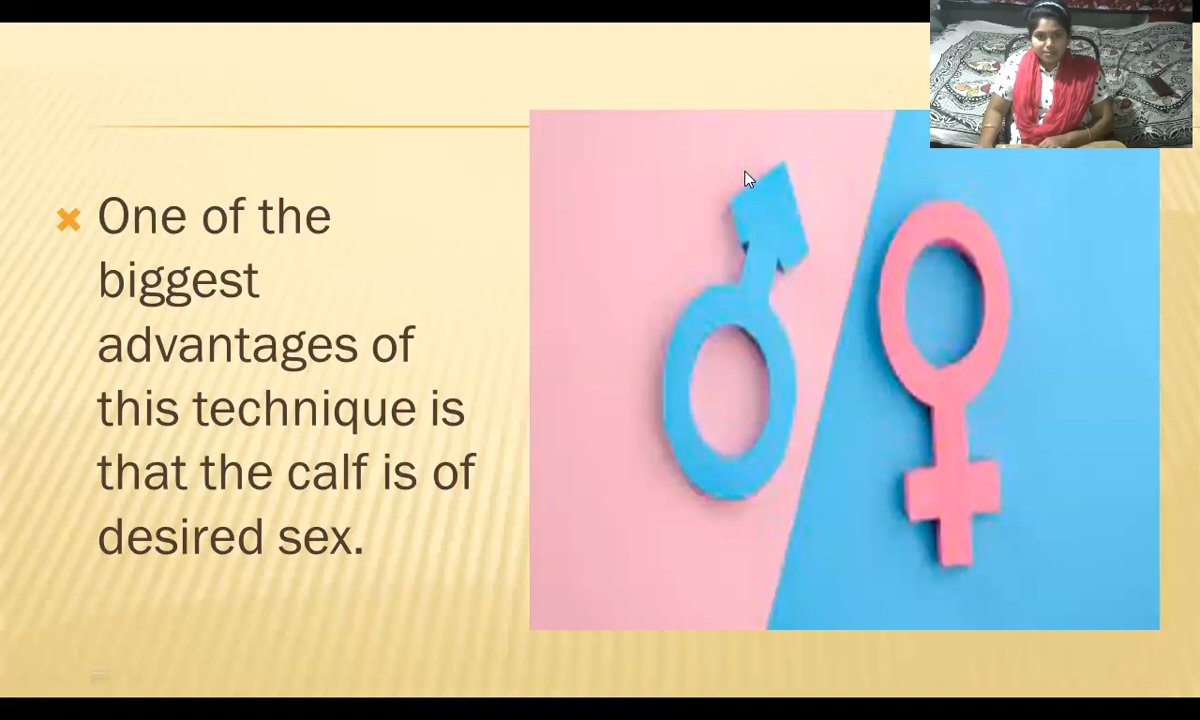 One of the
biggest
advantages of
this technique is
that the calf is of
desired sex.